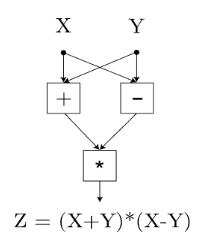 X Y
+ -
*
Z = (X+Y)*(X-Y)